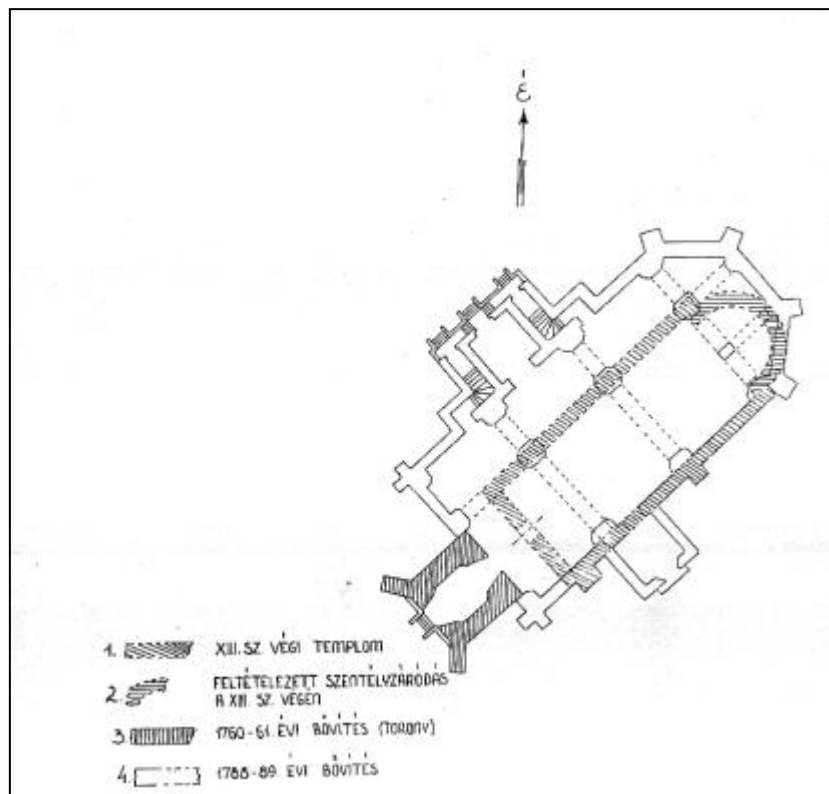 É
1. XIII. SZ. VÉGI TEMPLOM
2. FELTÉTELEZETT SZENTÉLYZÁRÓDÁS
A XIII. SZ. VÉGÉN
3. 1760-61. ÉVI BŐVÍTÉS (TORONY)
4. 1788-89. ÉVI BŐVÍTÉS